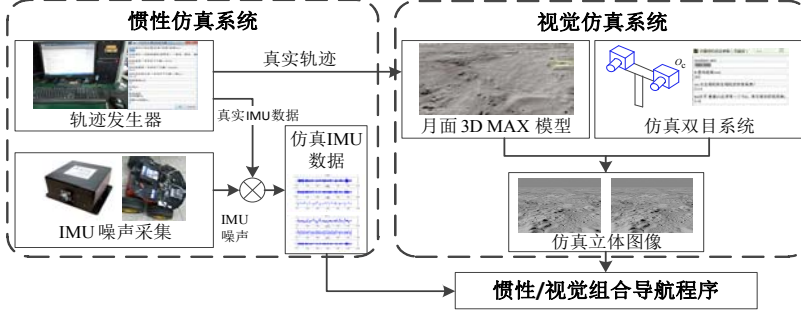 惯性仿真系统
视觉仿真系统
真实轨迹
轨迹发生器
真实IMU数据
仿真IMU
数据
IMU 噪声采集
IMU
噪声
月面 3D MAX 模型
Oc
仿真双目系统
仿真立体图像
惯性/视觉组合导航程序